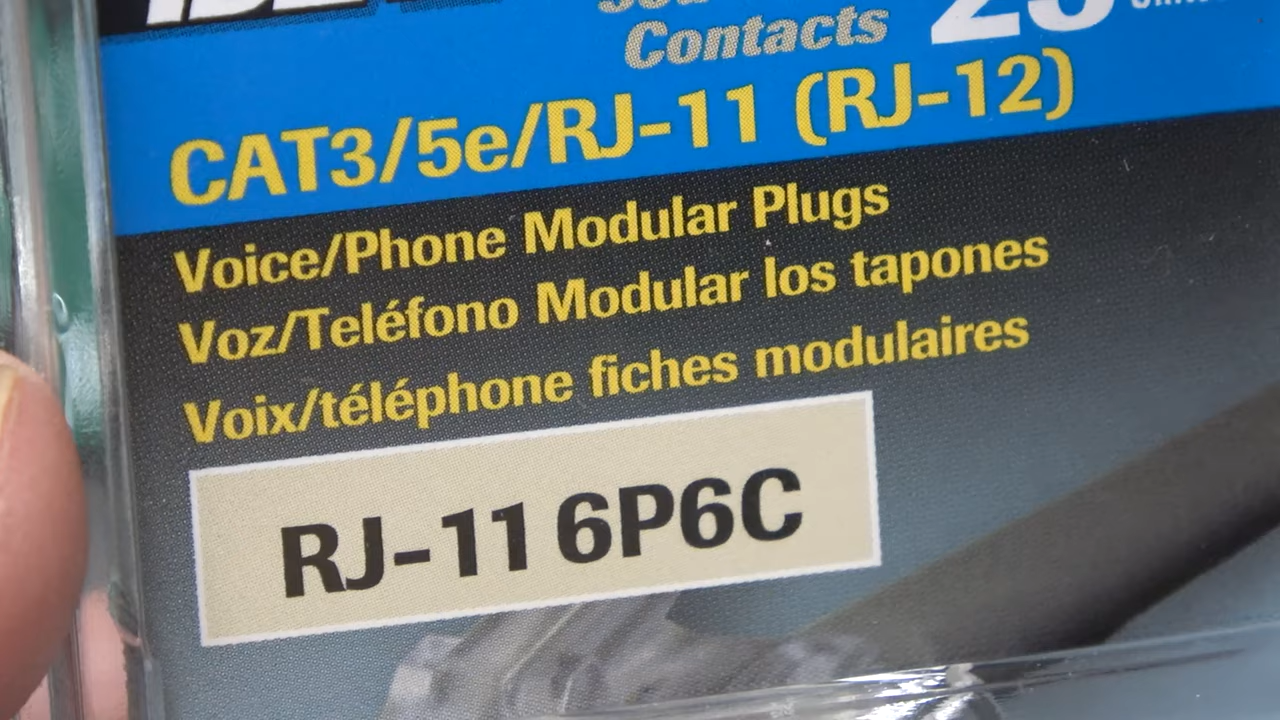 Contacts
25
CAT3/5e/RJ-11 (RJ-12)
Voice/Phone Modular Plugs
Voz/Teléfono Modular los tapones
Voix/téléphone fiches modulaires
RJ-11 6P6C